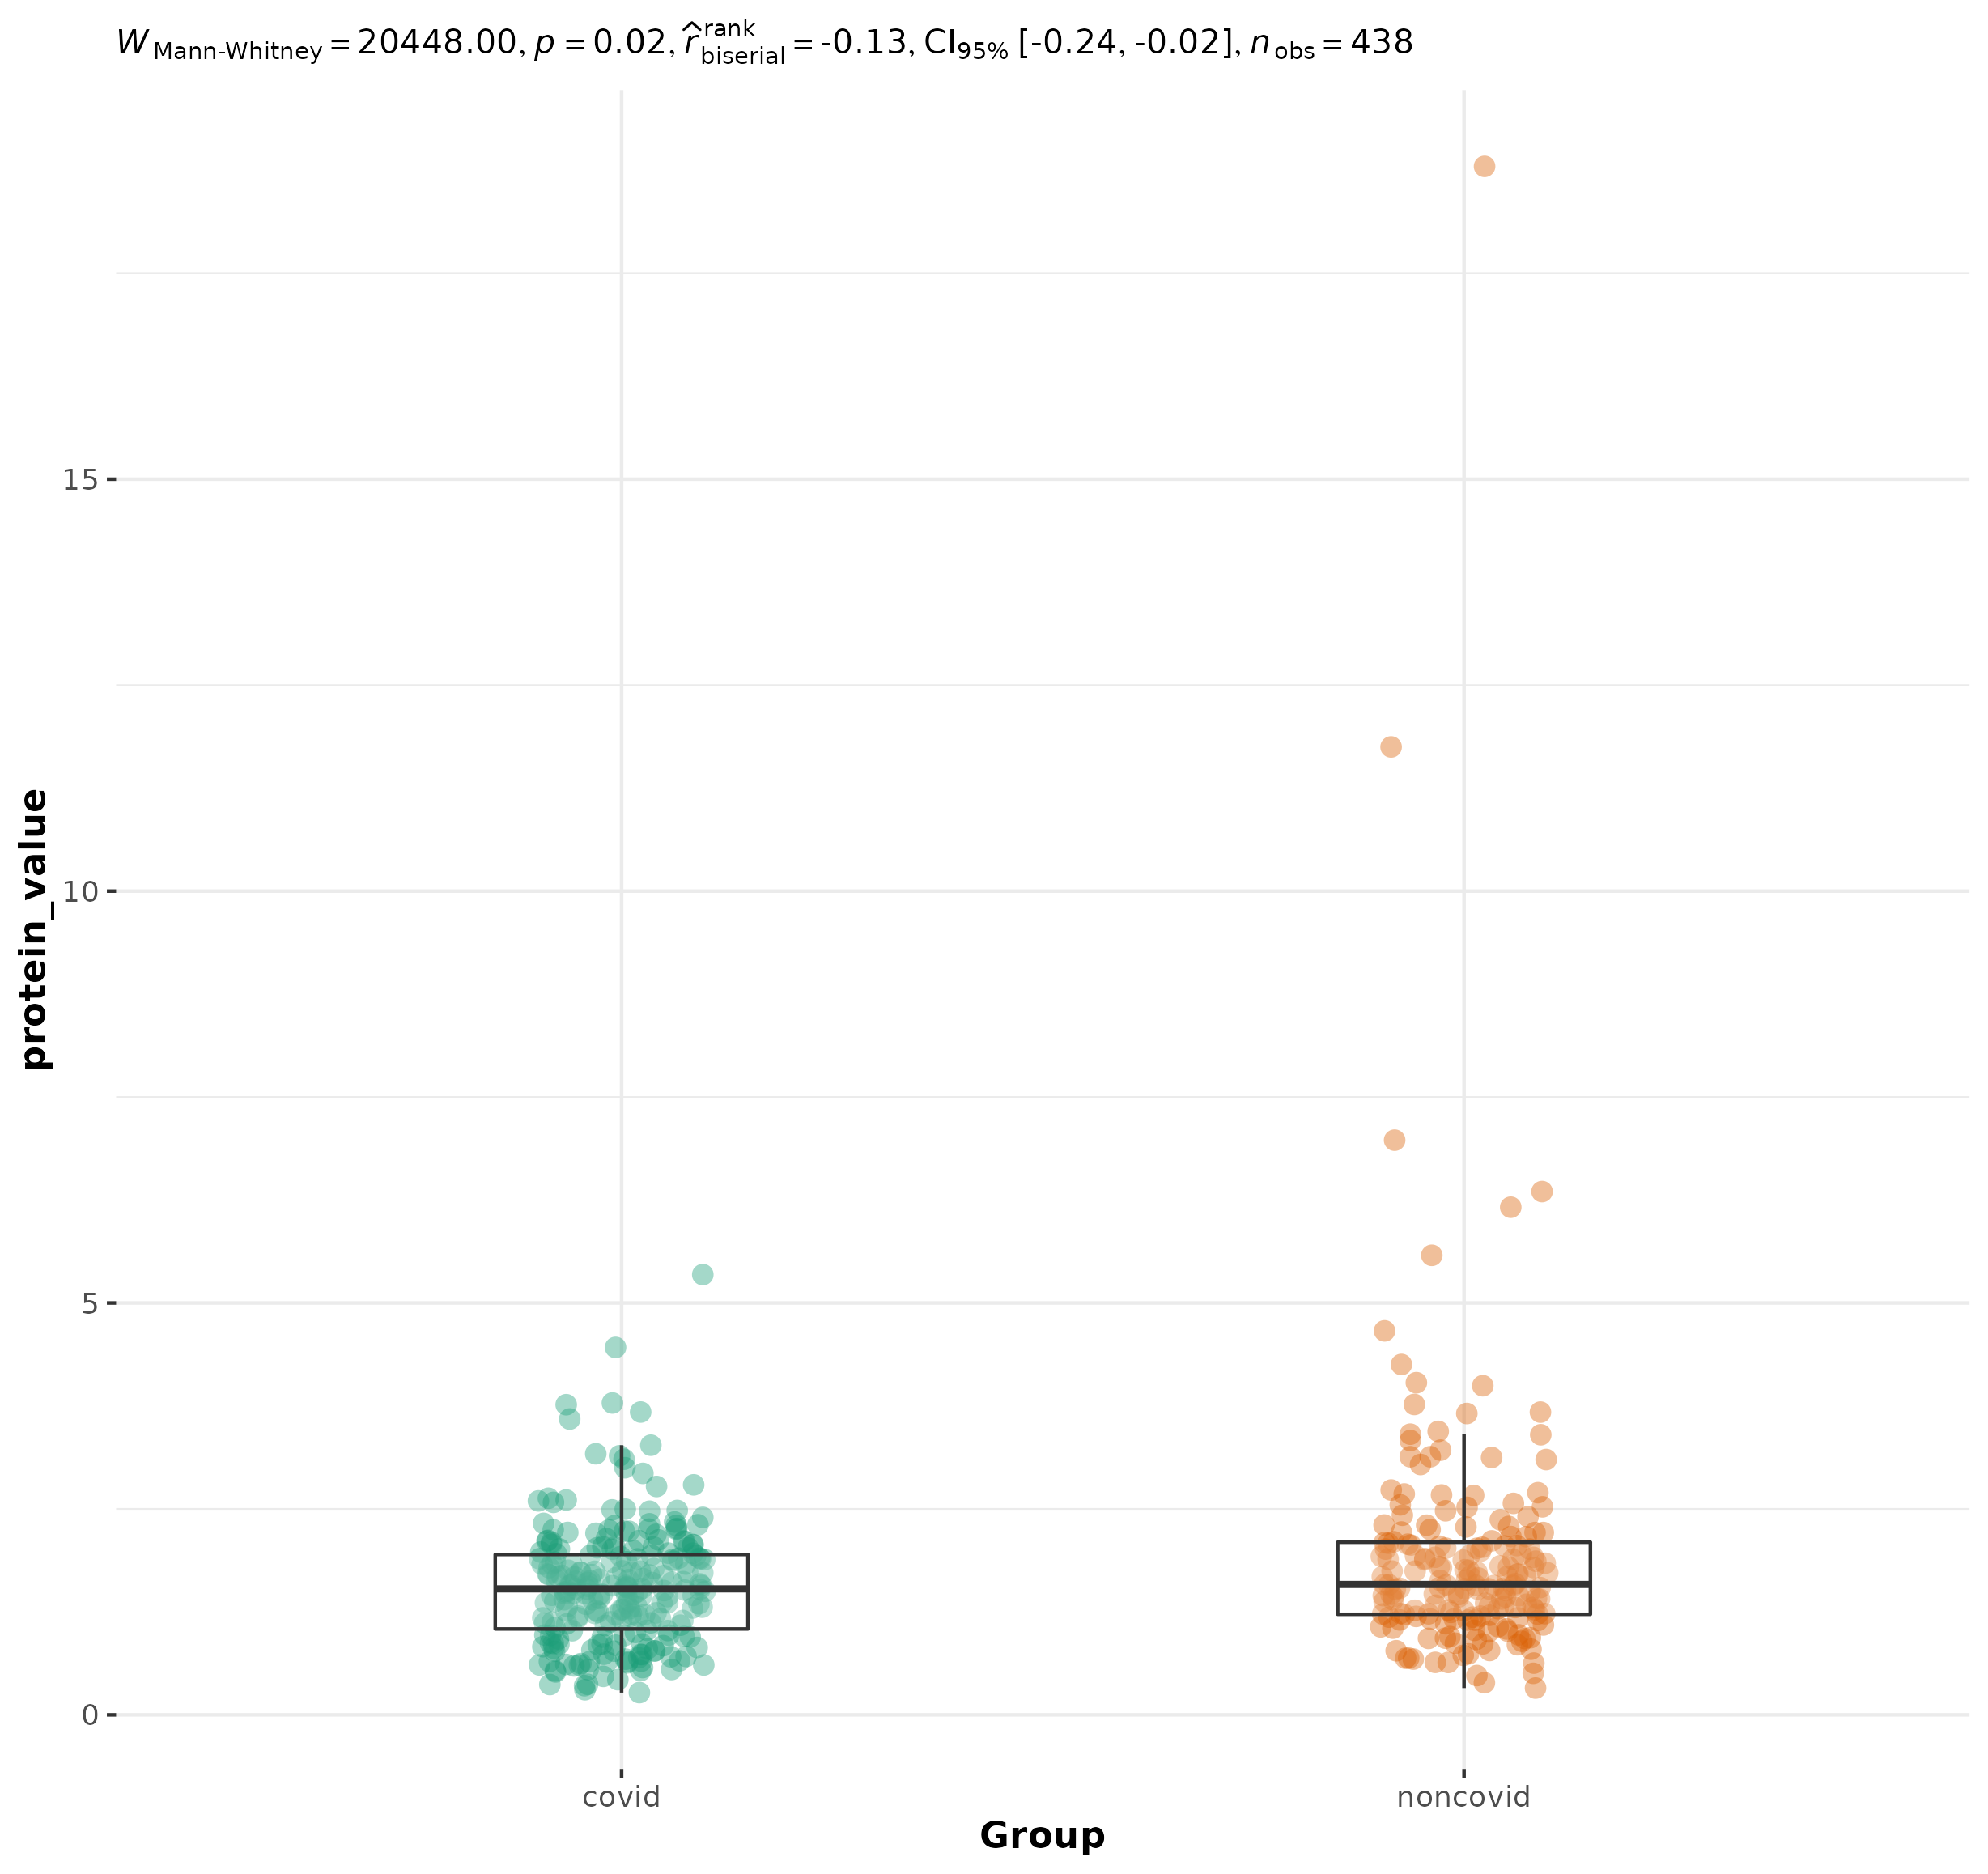 W Mann-Whitney = 20448.00, p = 0.02, r̂ rank biserial = -0.13, CI95% [-0.24, -0.02], n obs = 438
15
10
5
0
protein_value
covid
noncovid
Group